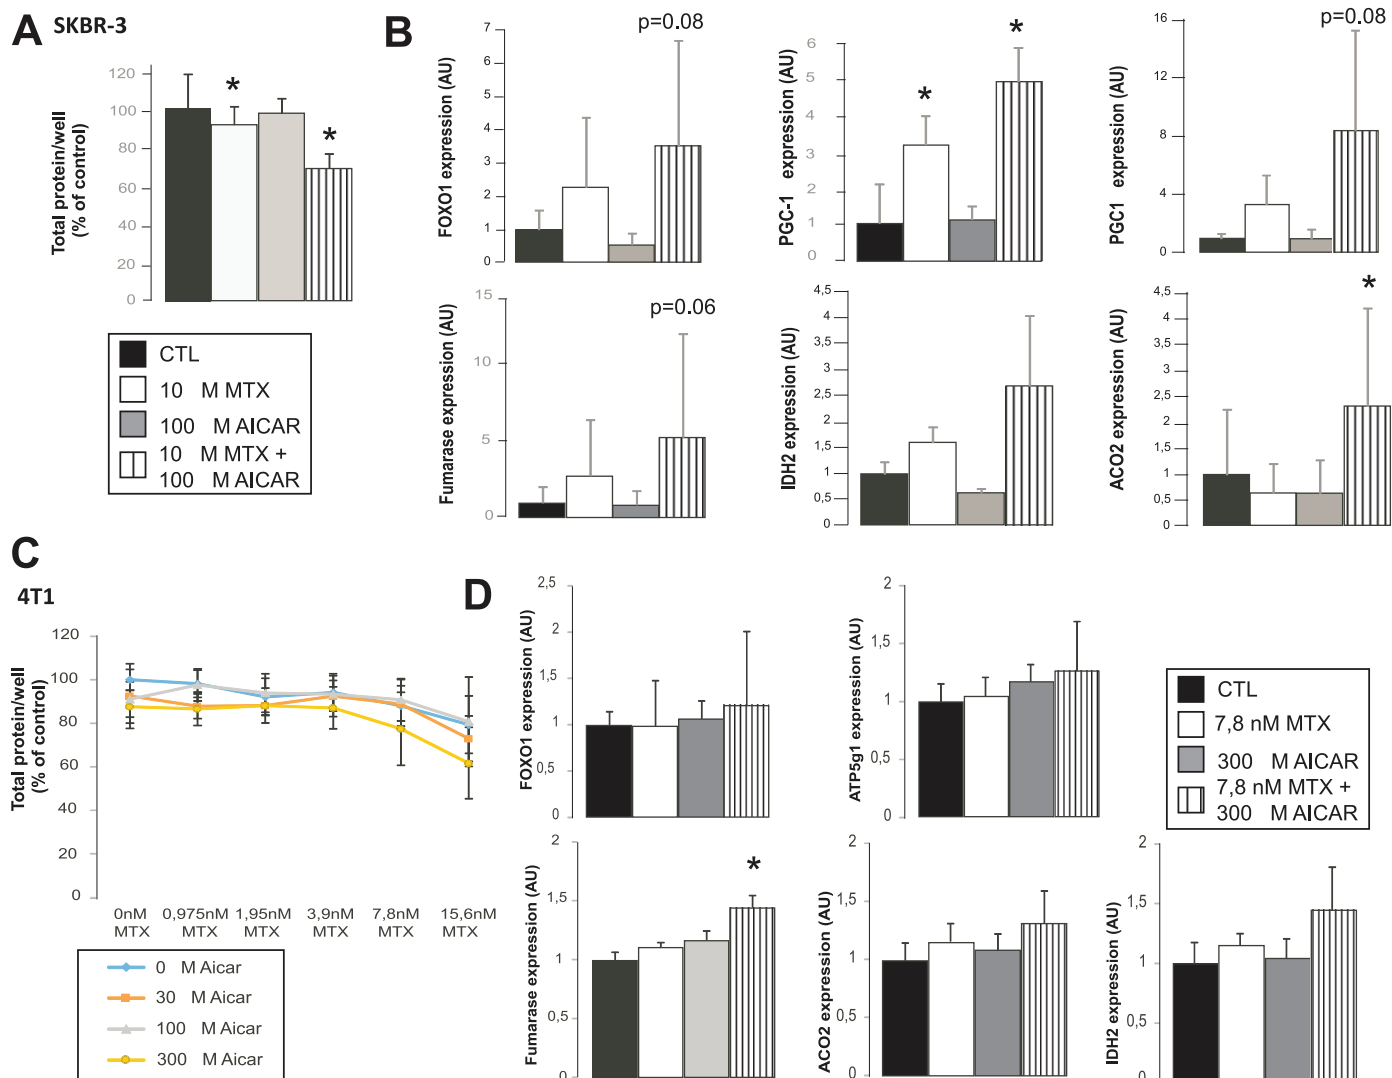 A SKBR-3
Total protein/well
(% of control)
120
100
80
60
40
20
0
*
*
CTL
10 M MTX
100 M AICAR
10 M MTX +
100 M AICAR
B
FOXO1 expression (AU)
7
6
5
4
3
2
1
0
p=0.08
PGC-1 expression (AU)
6
5
4
3
2
1
0
*
*
PGC1 expression (AU)
16
12
8
4
0
p=0.08
Fumarase expression (AU)
15
10
5
0
p=0.06
IDH2 expression (AU)
4,5
4
3,5
3
2,5
2
1,5
1
0,5
0
ACO2 expression (AU)
4,5
4
3,5
3
2,5
2
1,5
1
0,5
0
*
C
4T1
Total protein/well
(% of control)
120
100
80
60
40
20
0
0nM 0,975nM 1,95nM 3,9nM 7,8nM 15,6nM
MTX MTX MTX MTX MTX MTX
0 M Aicar
30 M Aicar
100 M Aicar
300 M Aicar
D
FOXO1 expression (AU)
2,5
2
1,5
1
0,5
0
ATP5g1 expression (AU)
2
1,5
1
0,5
0
CTL
7,8 nM MTX
300 M AICAR
7,8 nM MTX +
300 M AICAR
Fumarase expression (AU)
2
1,5
1
0,5
0
*
ACO2 expression (AU)
2
1,5
1
0,5
0
IDH2 expression (AU)
2
1,5
1
0,5
0